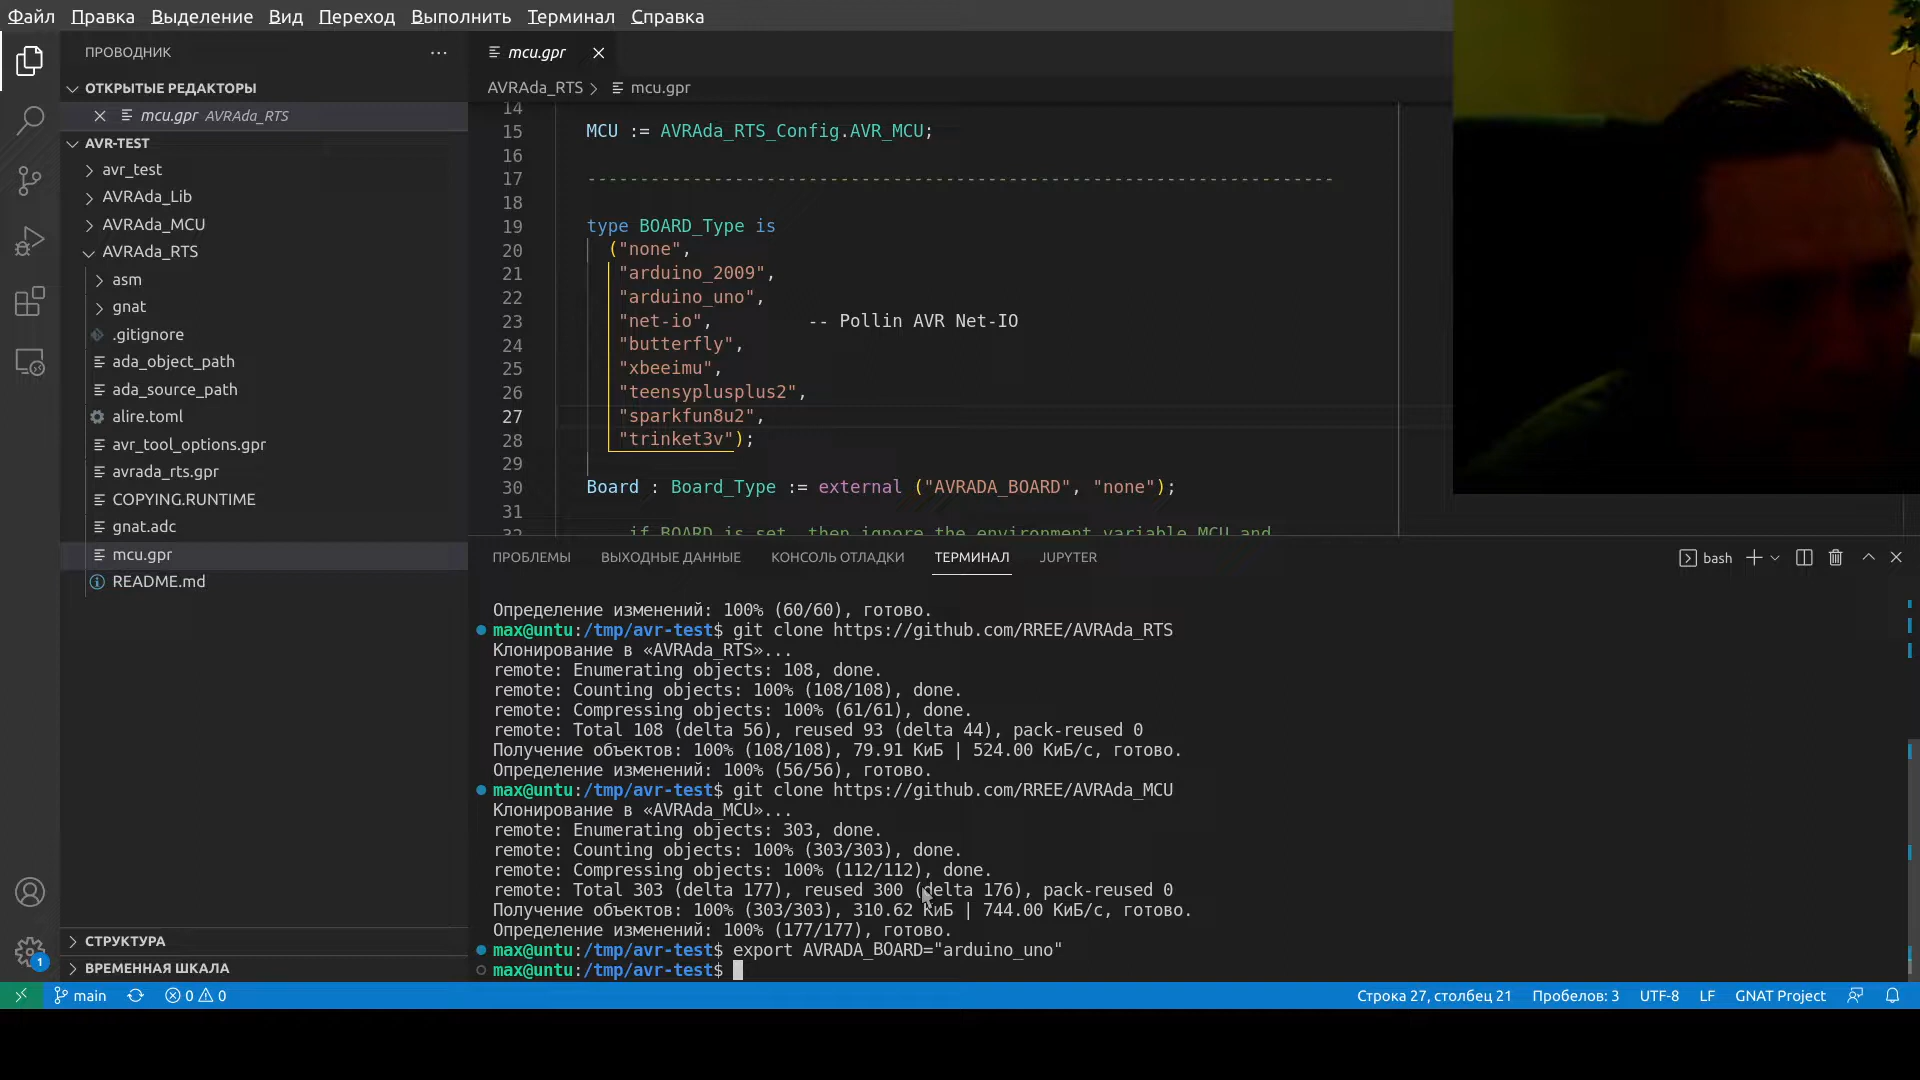 Файл Правка Выделение Вид Переход Выполнить Терминал Справка
ПРОВОДНИК
ОТКРЫТЫЕ РЕДАКТОРЫ
mcu.gpr AVRAda_RTS
AVR-TEST
avr_test
AVRAda_Lib
AVRAda_MCU
AVRAda_RTS
asm
gnat
.gitignore
ada_object_path
ada_source_path
alire.toml
avr_tool_options.gpr
avrada_rts.gpr
COPYING.RUNTIME
gnat.adc
mcu.gpr
README.md
СТРУКТУРА
ВРЕМЕННАЯ ШКАЛА
mcu.gpr
AVRAda_RTS > mcu.gpr
14
15 MCU := AVRAda_RTS_Config.AVR_MCU;
16
17 -----------------------------------------------------------------------
18
19 type BOARD_Type is
20 ("none",
21 "arduino_2009",
22 "arduino_uno",
23 "net-io", -- Pollin AVR Net-IO
24 "butterfly",
25 "xbeeimu",
26 "teensyplusplus2",
27 "sparkfun8u2",
28 "trinket3v");
29
30 Board : Board_Type := external ("AVRADA_BOARD", "none");
31
32 if BOARD is set, then ignore the environment variable MCU and
ПРОБЛЕМЫ ВЫХОДНЫЕ ДАННЫЕ КОНСОЛЬ ОТЛАДКИ ТЕРМИНАЛ JUPYTER
bash
Определение изменений: 100% (60/60), готово.
max@untu:/tmp/avr-test$ git clone https://github.com/RREE/AVRAda_RTS
Клонирование в «AVRAda_RTS»...
remote: Enumerating objects: 108, done.
remote: Counting objects: 100% (108/108), done.
remote: Compressing objects: 100% (61/61), done.
remote: Total 108 (delta 56), reused 93 (delta 44), pack-reused 0
Получение объектов: 100% (108/108), 79.91 КиБ | 524.00 КиБ/с, готово.
Определение изменений: 100% (56/56), готово.
max@untu:/tmp/avr-test$ git clone https://github.com/RREE/AVRAda_MCU
Клонирование в «AVRAda_MCU»...
remote: Enumerating objects: 303, done.
remote: Counting objects: 100% (303/303), done.
remote: Compressing objects: 100% (112/112), done.
remote: Total 303 (delta 177), reused 300 (delta 176), pack-reused 0
Получение объектов: 100% (303/303), 310.62 КиБ | 744.00 КиБ/с, готово.
Определение изменений: 100% (177/177), готово.
max@untu:/tmp/avr-test$ export AVRADA_BOARD="arduino_uno"
max@untu:/tmp/avr-test$
1
main 0 0 Строка 27, столбец 21 Пробелов: 3 UTF-8 LF GNAT Project